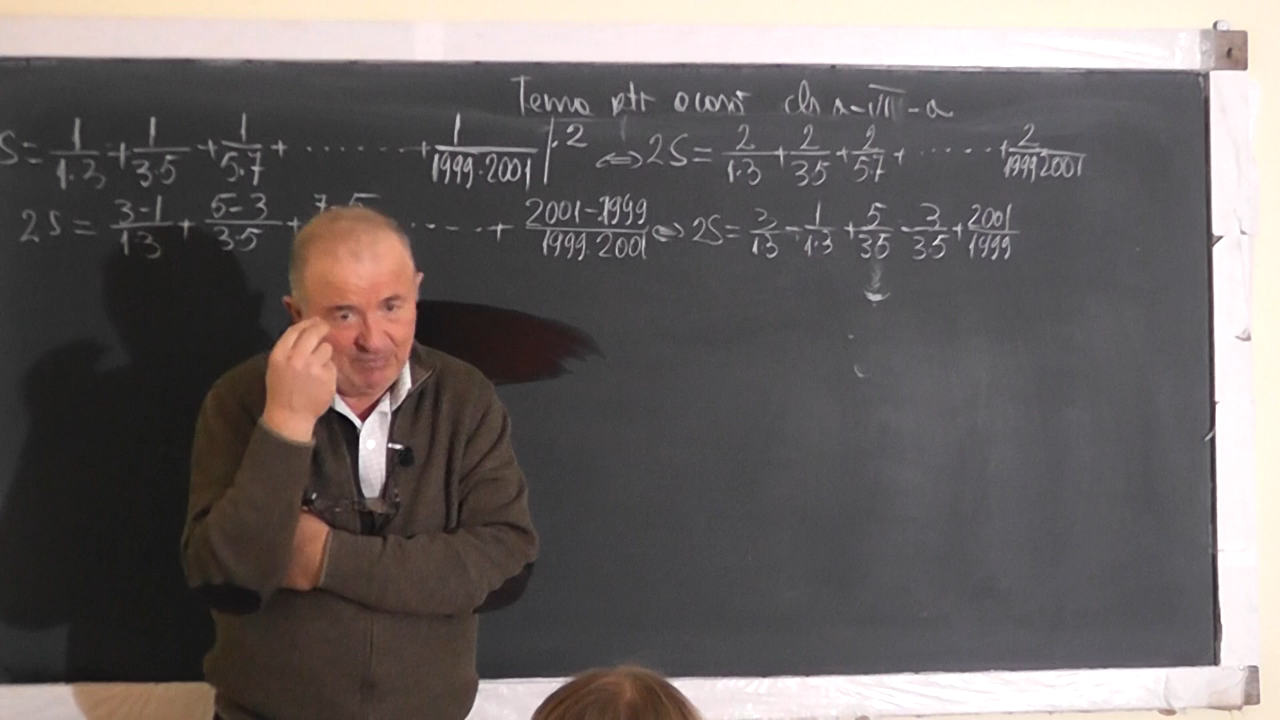 Tema ptr acasă cls a-VII-a
S = 1/1·3 + 1/3·5 + 1/5·7 + ········ + 1/1999·2001 |·2 ⇔ 2S = 2/1·3 + 2/3·5 + 2/5·7 + ······ + 2/1999·2001
2S = 3-1/1·3 + 5-3/3·5 + 7-5 ····· + 2001-1999/1999·2001 ⇔ 2S = 3/1·3 - 1/1·3 + 5/3·5 - 3/3·5 + 2001/1999